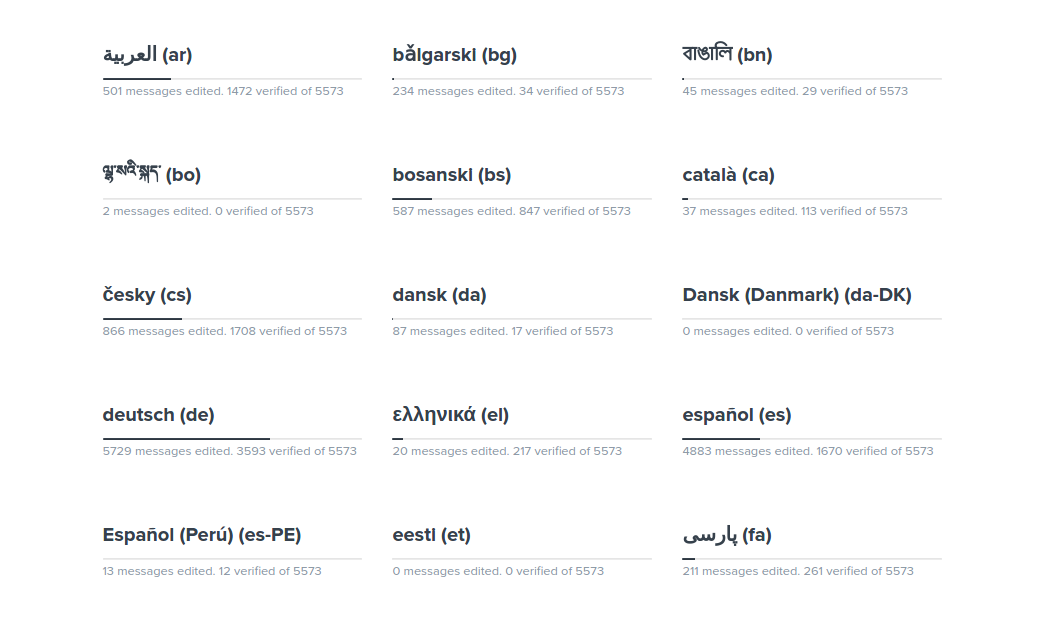 العربية (ar)
501 messages edited. 1472 verified of 5573
bǎlgarskI (bg)
234 messages edited. 34 verified of 5573
বাঙালি (bn)
45 messages edited. 29 verified of 5573
ལྷ་སའི་སྐད་ (bo)
2 messages edited. 0 verified of 5573
bosanskI (bs)
587 messages edited. 847 verified of 5573
català (ca)
37 messages edited. 113 verified of 5573
česky (cs)
866 messages edited. 1708 verified of 5573
dansk (da)
87 messages edited. 17 verified of 5573
Dansk (Danmark) (da-DK)
0 messages edited. 0 verified of 5573
deutsch (de)
5729 messages edited. 3593 verified of 5573
ελληνικά (el)
20 messages edited. 217 verified of 5573
español (es)
4883 messages edited. 1670 verified of 5573
Español (Perú) (es-PE)
13 messages edited. 12 verified of 5573
eestI (et)
0 messages edited. 0 verified of 5573
پارسی (fa)
211 messages edited. 261 verified of 5573